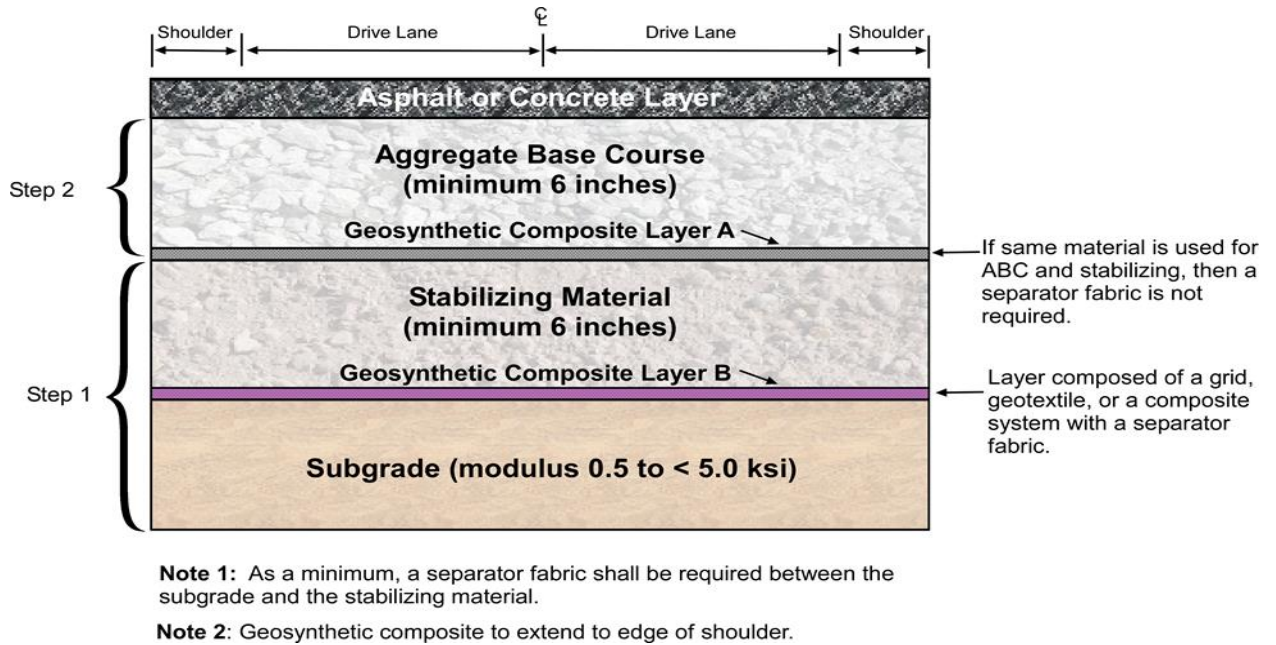 ℄
Shoulder
Drive Lane
Drive Lane
Shoulder
Asphalt or Concrete Layer
Aggregate Base Course
(minimum 6 inches)
Step 2
Geosynthetic Composite Layer A
If same material is used for
ABC and stabilizing, then a
separator fabric is not
required.
Stabilizing Material
(minimum 6 inches)
Geosynthetic Composite Layer B
Step 1
Layer composed of a grid,
geotextile, or a composite
system with a separator
fabric.
Subgrade (modulus 0.5 to < 5.0 ksi)
Note 1: As a minimum, a separator fabric shall be required between the
subgrade and the stabilizing material.
Note 2: Geosynthetic composite to extend to edge of shoulder.